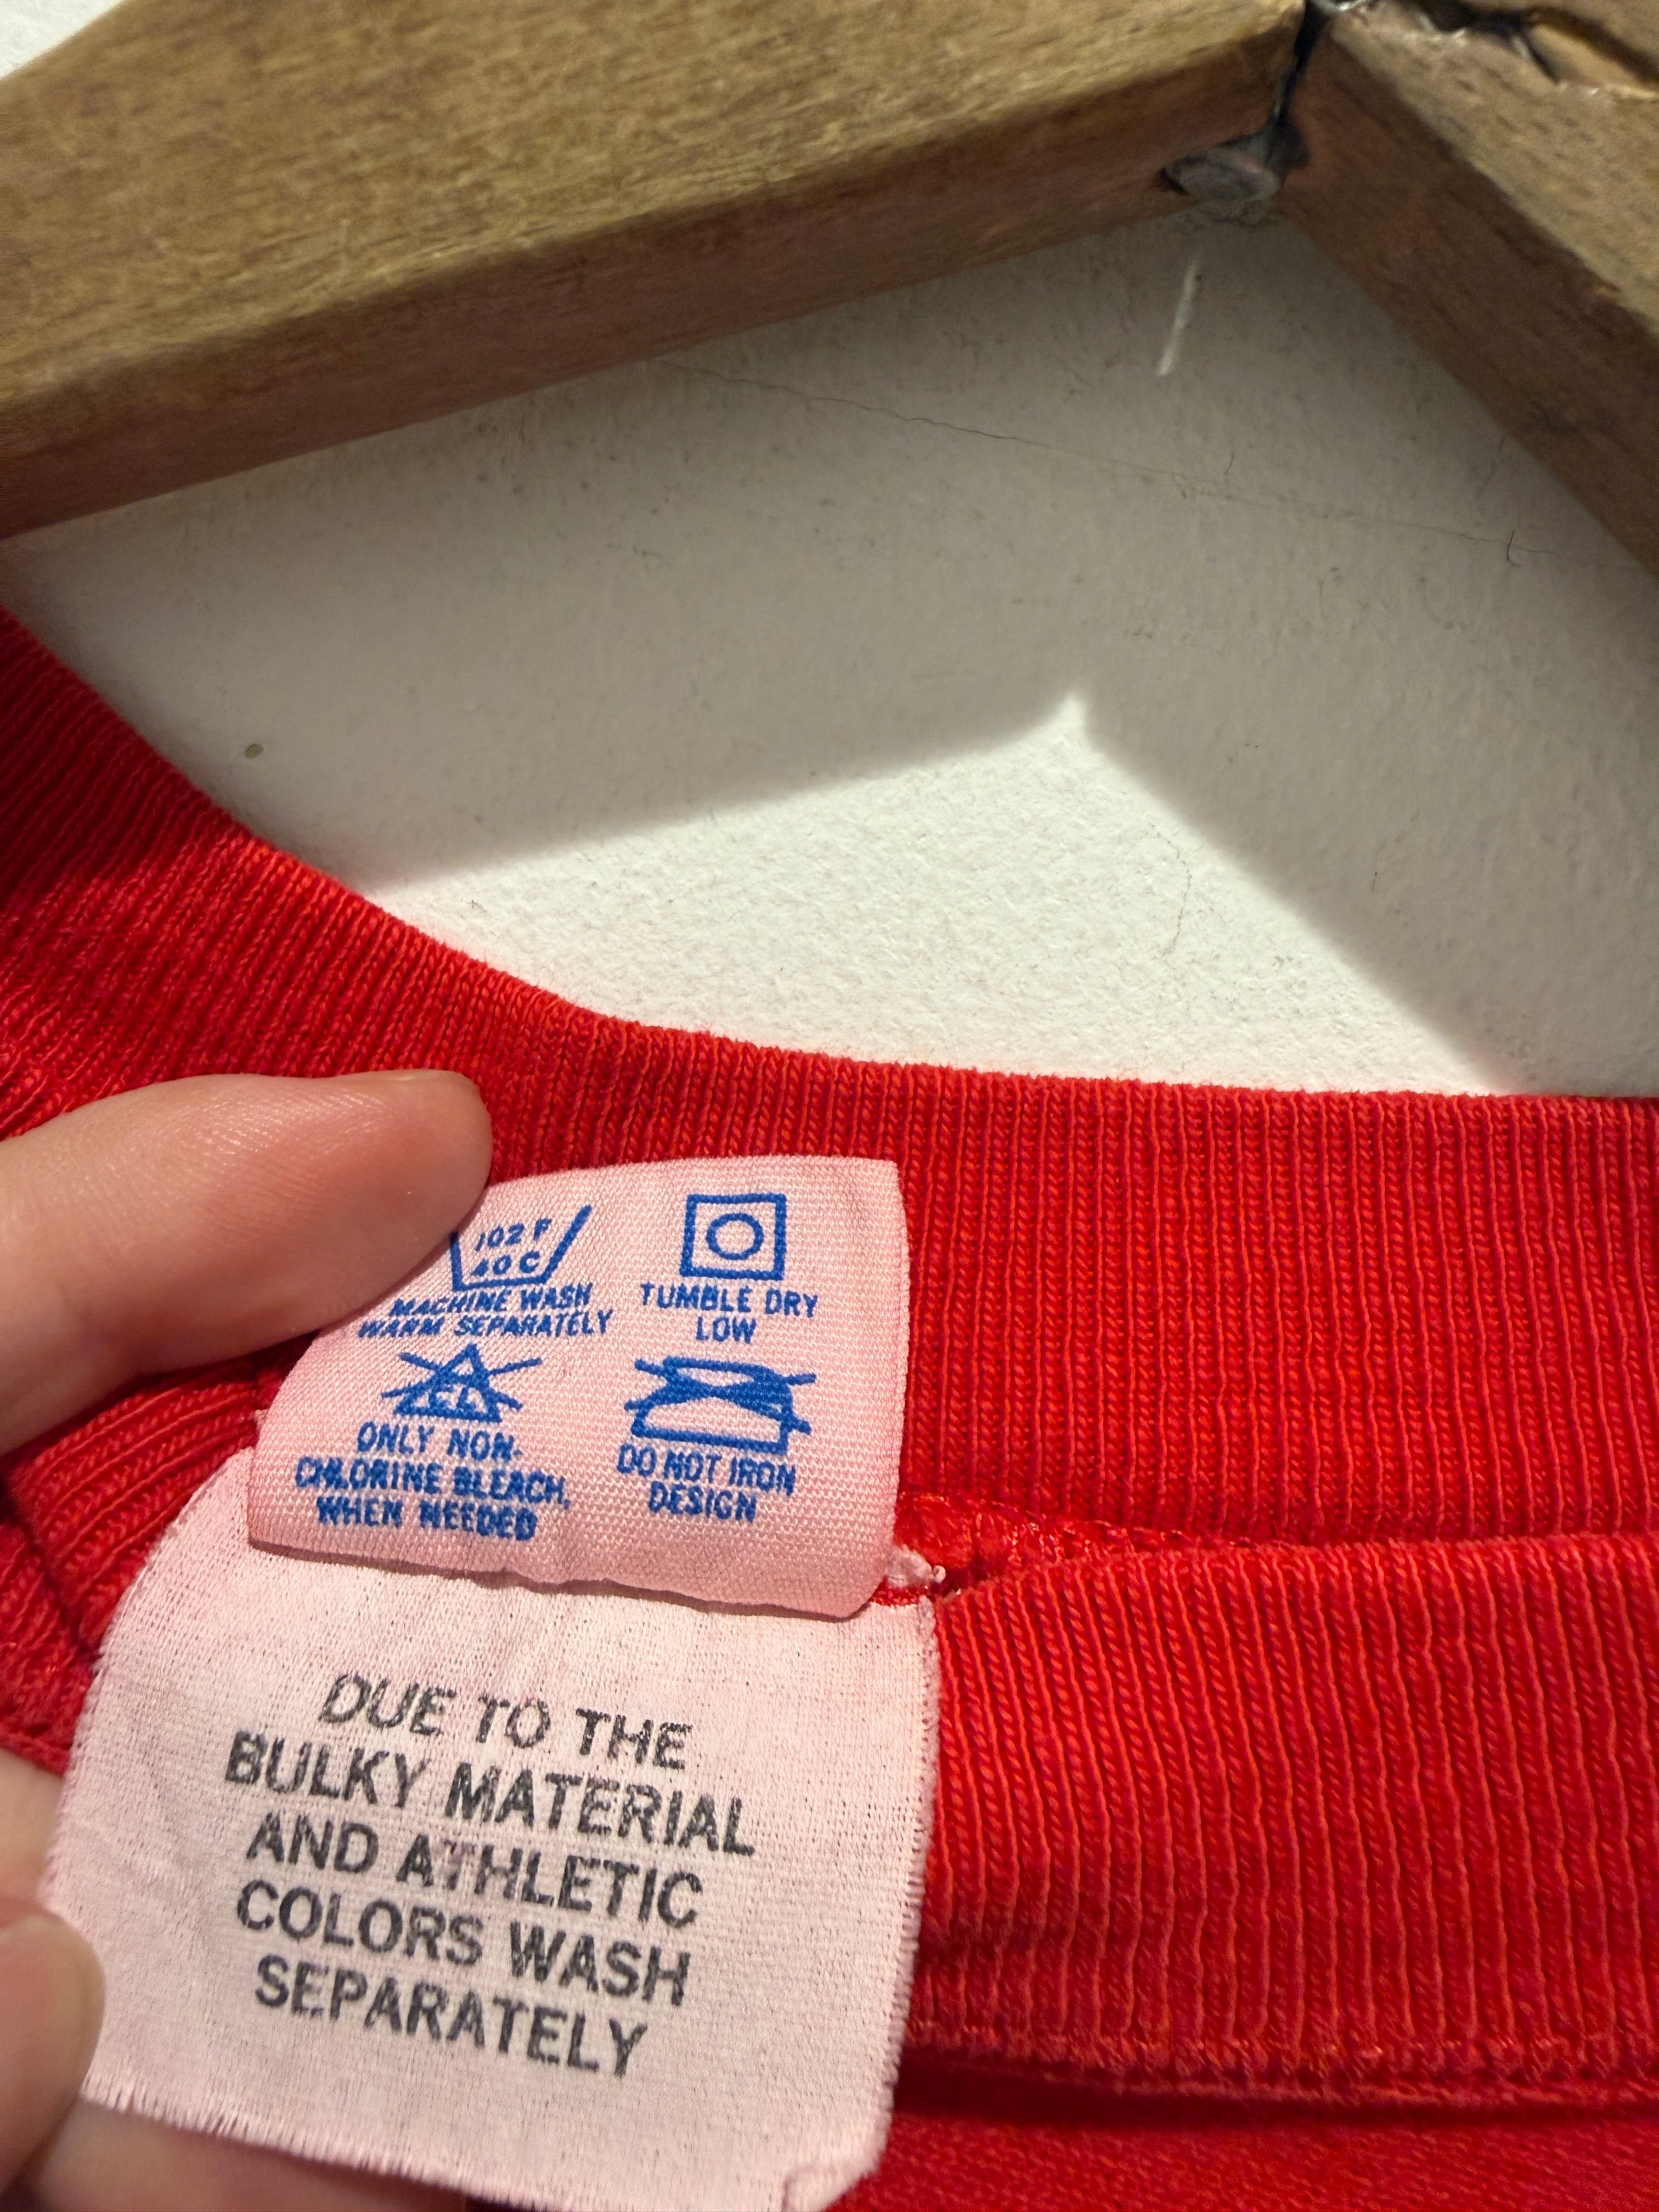 102 F
40 C
MACHINE WASH
WARM SEPARATELY
TUMBLE DRY
LOW
CL
ONLY NON-
CHLORINE BLEACH,
WHEN NEEDED
DO NOT IRON
DESIGN
DUE TO THE
BULKY MATERIAL
AND ATHLETIC
COLORS WASH
SEPARATELY